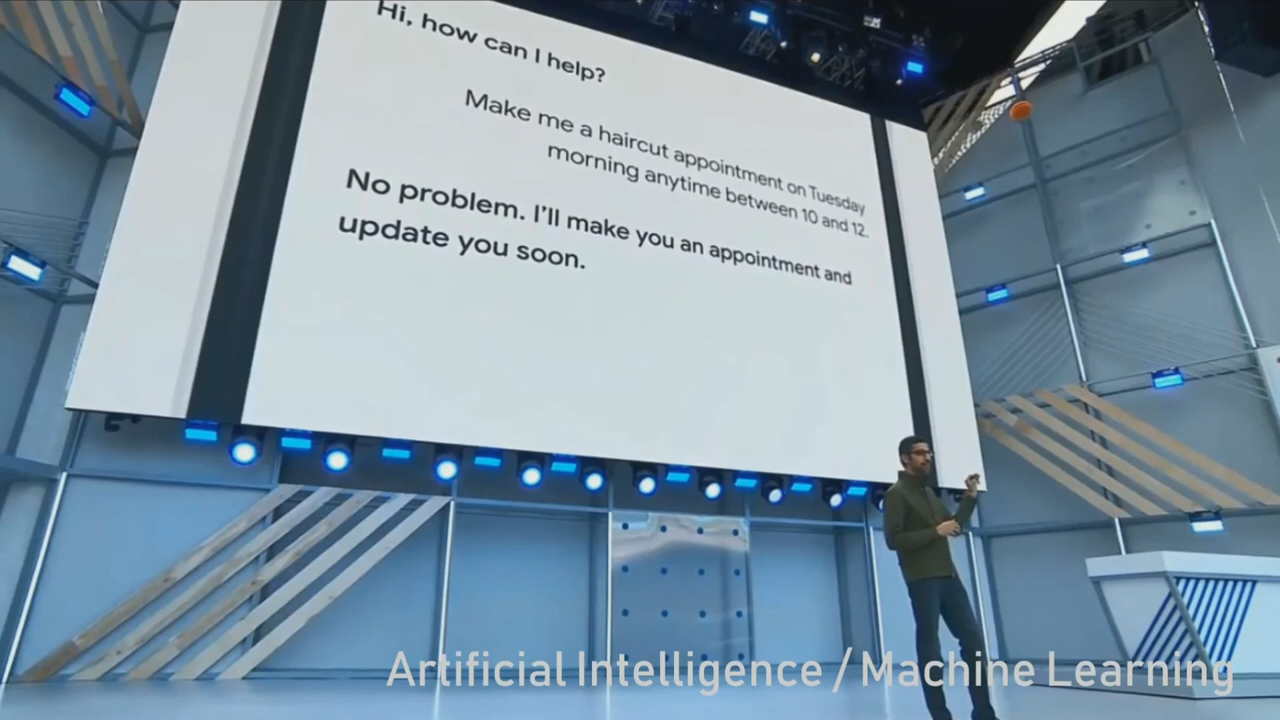 Hi, how can I help?
Make me a haircut appointment on Tuesday
morning anytime between 10 and 12.
No problem. I'll make you an appointment and
update you soon.
Artificial Intelligence / Machine Learning